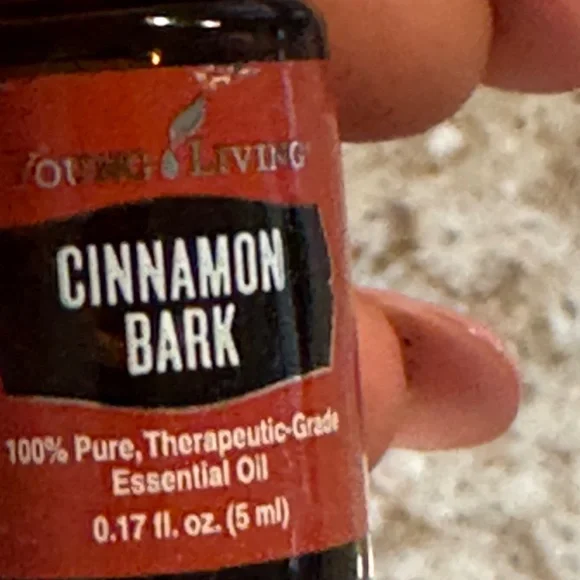 YOUNG LIVING
CINNAMON
BARK
100% Pure, Therapeutic-Grade
Essential Oil
0.17 fl. oz. (5 ml)